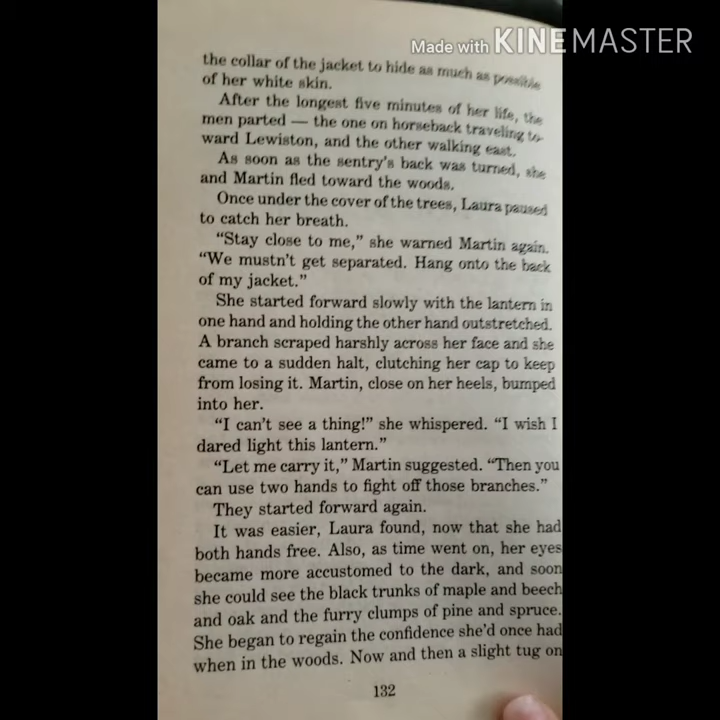 Made with KINEMASTER
the collar of the jacket to hide as much as possible
of her white skin.
After the longest five minutes of her life, the
men parted — the one on horseback traveling to-
ward Lewiston, and the other walking east.
As soon as the sentry's back was turned, she
and Martin fled toward the woods.
Once under the cover of the trees, Laura paused
to catch her breath.
“Stay close to me,” she warned Martin again.
“We mustn't get separated. Hang onto the back
of my jacket.”
She started forward slowly with the lantern in
one hand and holding the other hand outstretched.
A branch scraped harshly across her face and she
came to a sudden halt, clutching her cap to keep
from losing it. Martin, close on her heels, bumped
into her.
“I can't see a thing!” she whispered. “I wish I
dared light this lantern.”
“Let me carry it,” Martin suggested. “Then you
can use two hands to fight off those branches.”
They started forward again.
It was easier, Laura found, now that she had
both hands free. Also, as time went on, her eyes
became more accustomed to the dark, and soon
she could see the black trunks of maple and beech
and oak and the furry clumps of pine and spruce.
She began to regain the confidence she'd once had
when in the woods. Now and then a slight tug on
132